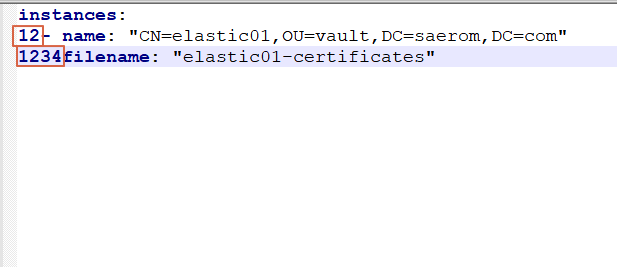 instances:
12- name: "CN=elastic01,OU=vault,DC=saerom,DC=com"
1234filename: "elastic01-certificates"